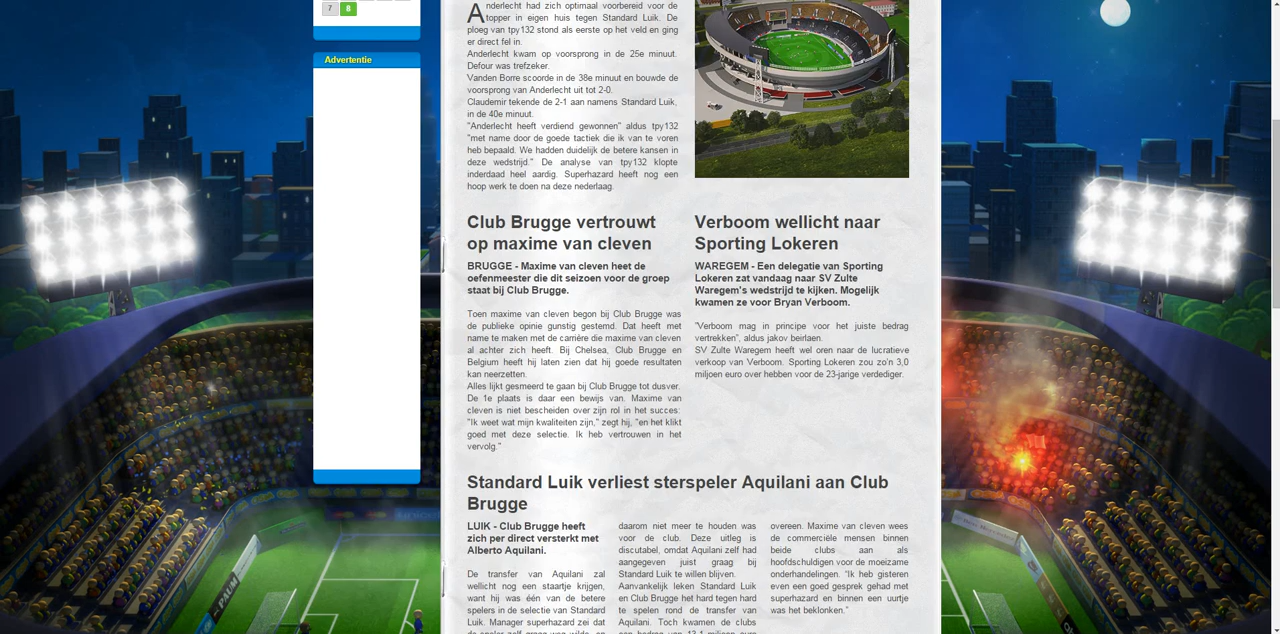 7 8
Advertentie
Anderlecht had zich optimaal voorbereid voor de
topper in eigen huis tegen Standard Luik. De
ploeg van tpy132 stond als eerste op het veld en ging
er direct fel in.
Anderlecht kwam op voorsprong in de 25e minuut.
Defour was trefzeker.
Vanden Borre scoorde in de 38e minuut en bouwde de
voorsprong van Anderlecht uit tot 2-0.
Claudemir tekende de 2-1 aan namens Standard Luik,
in de 40e minuut.
"Anderlecht heeft verdiend gewonnen" aldus tpy132
"met name door de goede tactiek die ik van te voren
heb bepaald. We hadden duidelijk de betere kansen in
deze wedstrijd." De analyse van tpy132 klopte
inderdaad heel aardig. Superhazard heeft nog een
hoop werk te doen na deze nederlaag.
Club Brugge vertrouwt
op maxime van cleven
BRUGGE - Maxime van cleven heet de
oefenmeester die dit seizoen voor de groep
staat bij Club Brugge.
Toen maxime van cleven begon bij Club Brugge was
de publieke opinie gunstig gestemd. Dat heeft met
name te maken met de carrière die maxime van cleven
al achter zich heeft. Bij Chelsea, Club Brugge en
Belgium heeft hij laten zien dat hij goede resultaten
kan neerzetten.
Alles lijkt gesmeerd te gaan bij Club Brugge tot dusver.
De 1e plaats is daar een bewijs van. Maxime van
cleven is niet bescheiden over zijn rol in het succes:
"Ik weet wat mijn kwaliteiten zijn," zegt hij, "en het klikt
goed met deze selectie. Ik heb vertrouwen in het
vervolg."
Verboom wellicht naar
Sporting Lokeren
WAREGEM - Een delegatie van Sporting
Lokeren zat vandaag naar SV Zulte
Waregem's wedstrijd te kijken. Mogelijk
kwamen ze voor Bryan Verboom.
"Verboom mag in principe voor het juiste bedrag
vertrekken", aldus jakov beirlaen.
SV Zulte Waregem heeft wel oren naar de lucratieve
verkoop van Verboom. Sporting Lokeren zou zo'n 3,0
miljoen euro over hebben voor de 23-jarige verdediger.
Standard Luik verliest sterspeler Aquilani aan Club
Brugge
LUIK - Club Brugge heeft
zich per direct versterkt met
Alberto Aquilani.
De transfer van Aquilani zal
wellicht nog een staartje krijgen,
want hij was één van de betere
spelers in de selectie van Standard
Luik. Manager superhazard zei dat
de speler zelf graag weg wilde, en
daarom niet meer te houden was
voor de club. Deze uitleg is
discutabel, omdat Aquilani zelf had
aangegeven juist graag bij
Standard Luik te willen blijven.
Aanvankelijk leken Standard Luik
en Club Brugge het hard tegen hard
te spelen rond de transfer van
Aquilani. Toch kwamen de clubs
een bedrag van 13,1 miljoen euro
overeen. Maxime van cleven wees
de commerciële mensen binnen
beide clubs aan als
hoofdschuldigen voor de moeizame
onderhandelingen. "Ik heb gisteren
even een goed gesprek gehad met
superhazard en binnen een uurtje
was het beklonken."